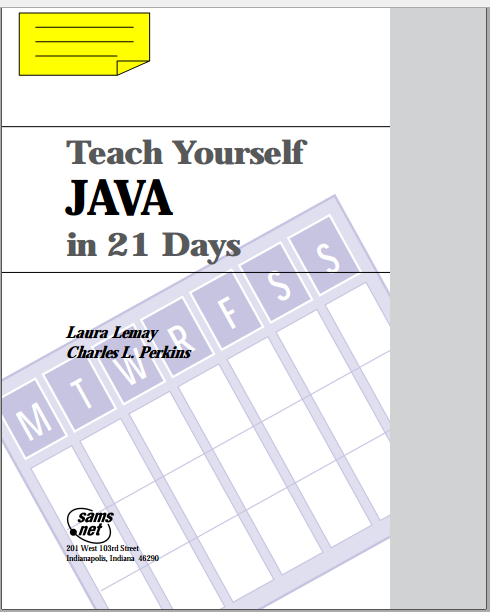 Teach Yourself
JAVA
in 21 Days
M T W R F S S
Laura Lemay
Charles L. Perkins
sams
net
201 West 103rd Street
Indianapolis, Indiana 46290